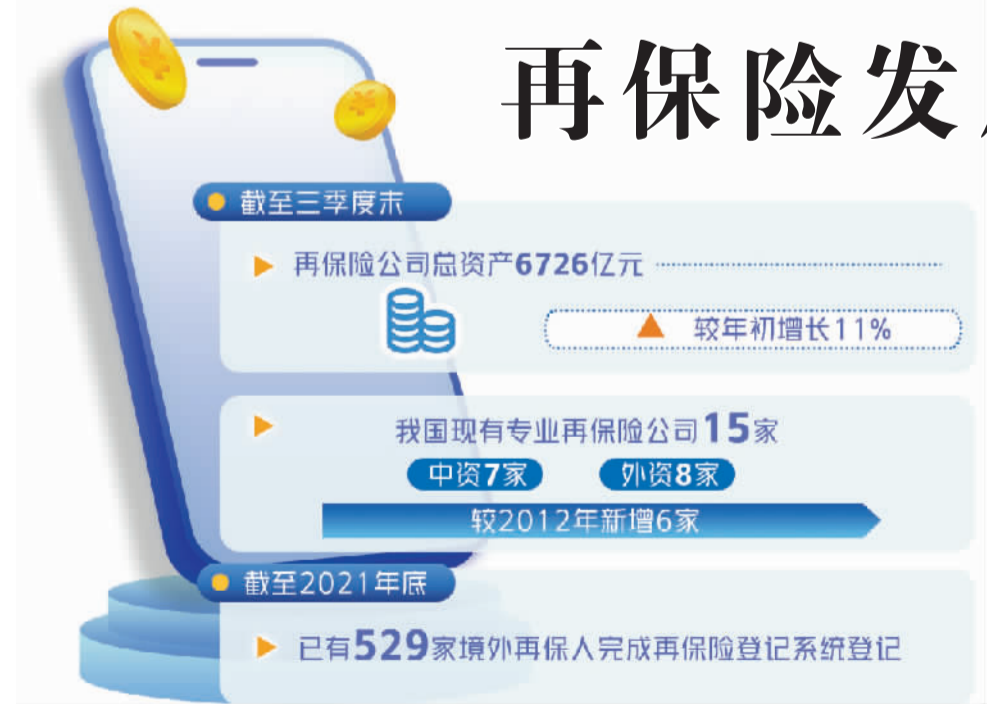 再保险发
截至三季度末
再保险公司总资产6726亿元
较年初增长11%
我国现有专业再保险公司15家
中资7家 外资8家
较2012年新增6家
截至2021年底
已有529家境外再保人完成再保险登记系统登记